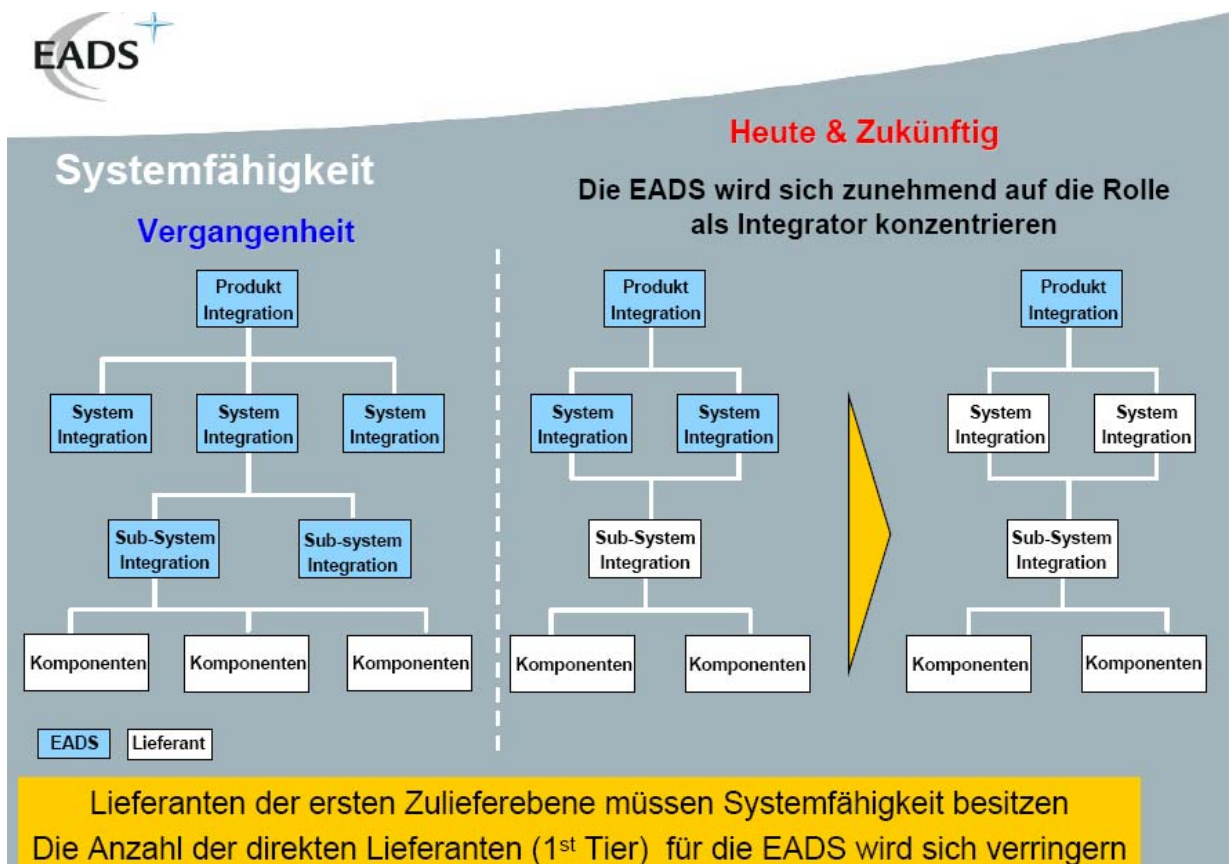 EADS
Systemfähigkeit
Vergangenheit
Produkt
Integration
System
Integration
System
Integration
System
Integration
Sub-System
Integration
Sub-system
Integration
Komponenten
Komponenten
Komponenten
EADS
Lieferant
Heute & Zukünftig
Die EADS wird sich zunehmend auf die Rolle
als Integrator konzentrieren
Produkt
Integration
System
Integration
System
Integration
Sub-System
Integration
Komponenten
Komponenten
Produkt
Integration
System
Integration
System
Integration
Sub-System
Integration
Komponenten
Komponenten
Lieferanten der ersten Zulieferebene müssen Systemfähigkeit besitzen
Die Anzahl der direkten Lieferanten (1st Tier) für die EADS wird sich verringern